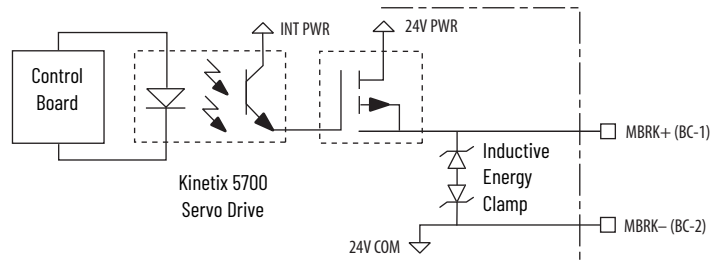 INT PWR
24V PWR
Control
Board
MBRK+ (BC-1)
Inductive
Energy
Clamp
Kinetix 5700
Servo Drive
MBRK– (BC-2)
24V COM